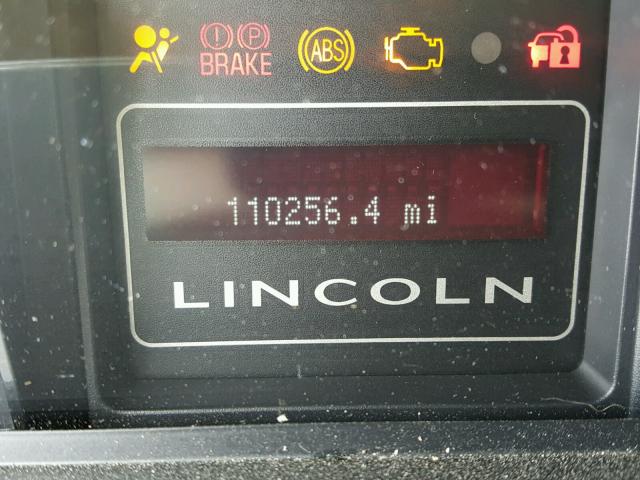 (!) (P) ABS
BRAKE
110256.4 mi
LINCOLN